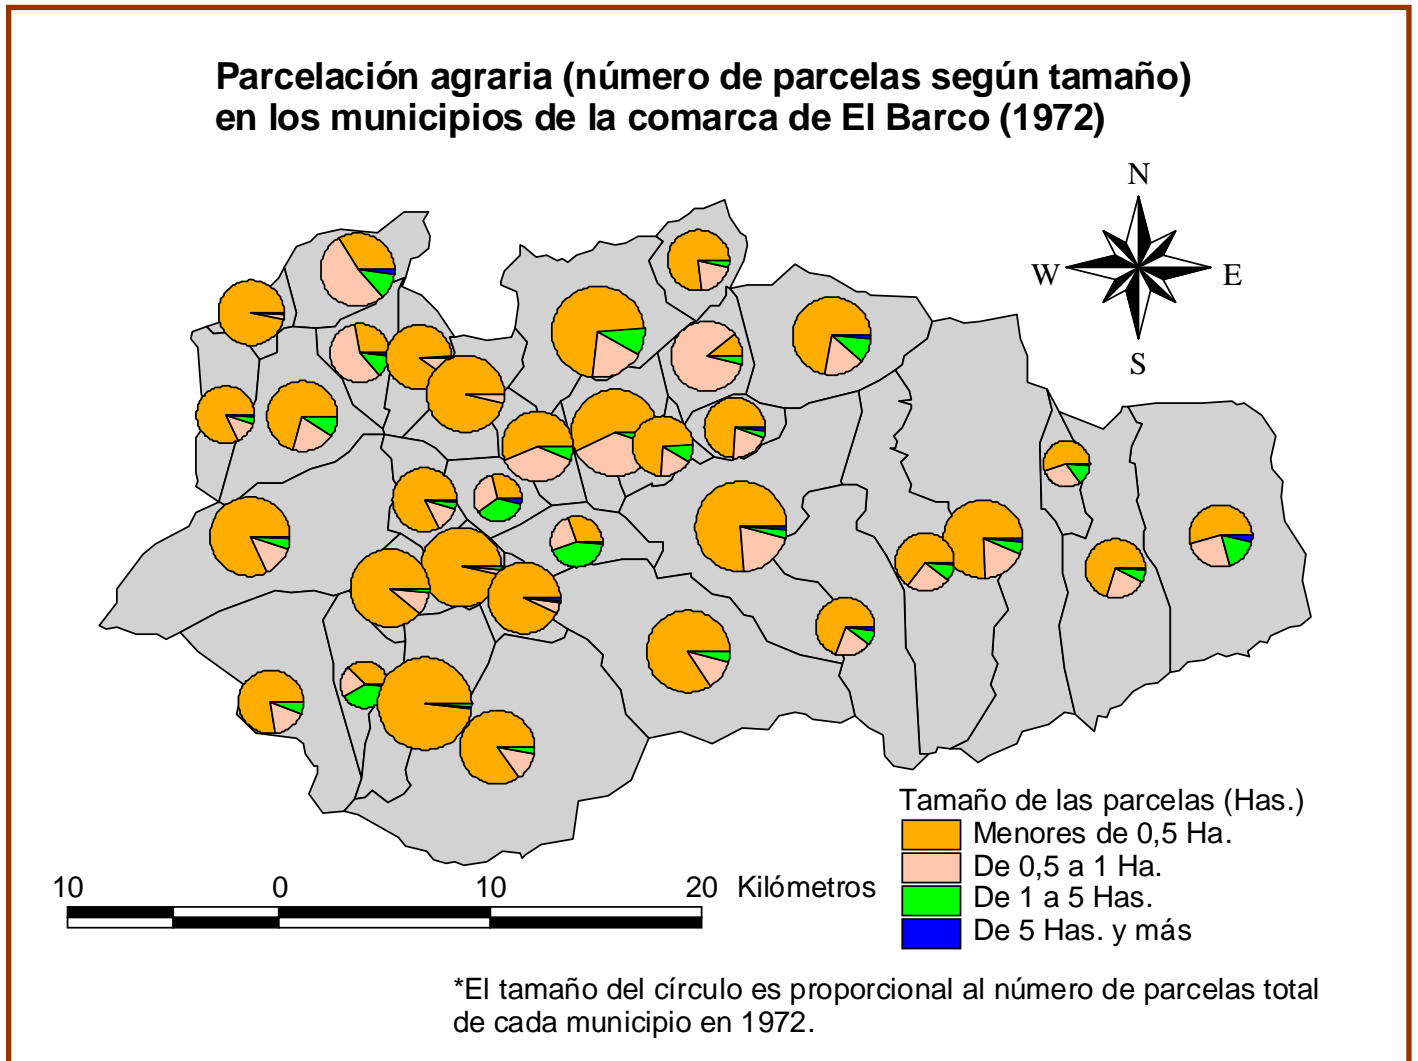 Parcelación agraria (número de parcelas según tamaño)
en los municipios de la comarca de El Barco (1972)
N
W
E
S
Tamaño de las parcelas (Has.)
Menores de 0,5 Ha.
De 0,5 a 1 Ha.
De 1 a 5 Has.
De 5 Has. y más
10 0 10 20 Kilómetros
*El tamaño del círculo es proporcional al número de parcelas total
de cada municipio en 1972.